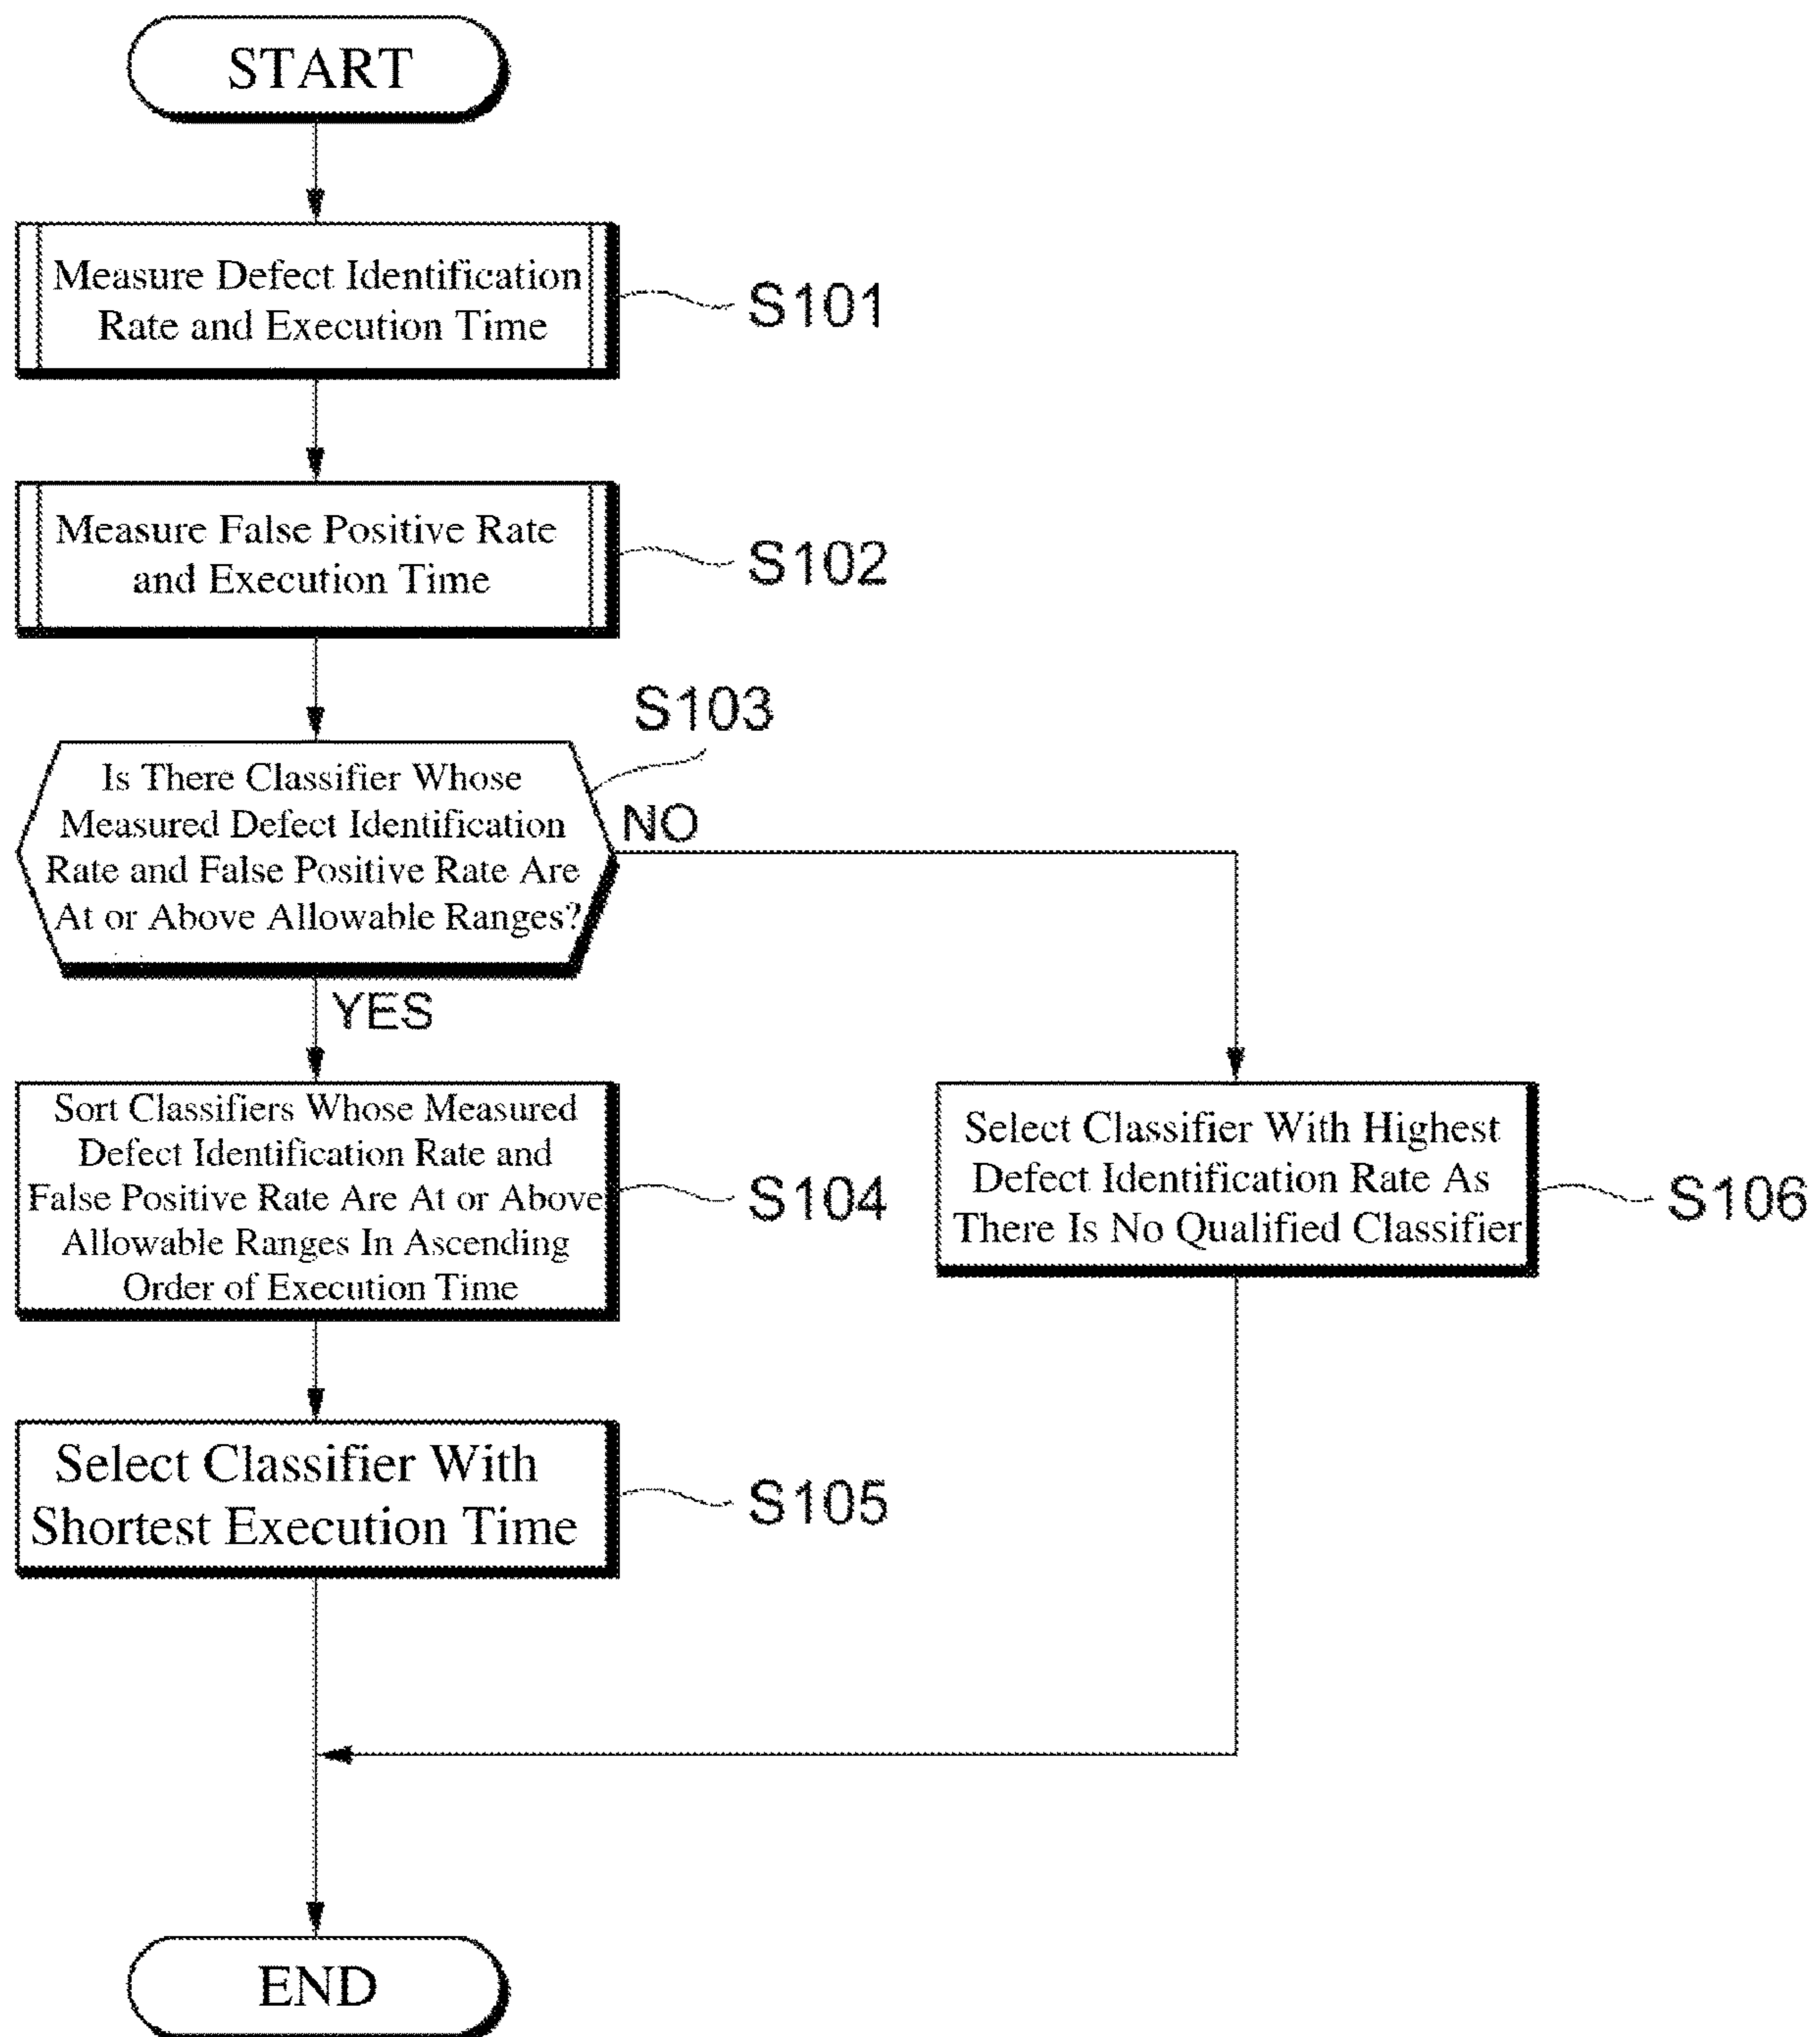 START
Measure Defect Identification
Rate and Execution Time
S101
Measure False Positive Rate
and Execution Time
S102
S103
Is There Classifier Whose
Measured Defect Identification
Rate and False Positive Rate Are
At or Above Allowable Ranges?
NO
YES
Sort Classifiers Whose Measured
Defect Identification Rate and
False Positive Rate Are At or Above
Allowable Ranges In Ascending
Order of Execution Time
S104
Select Classifier With Highest
Defect Identification Rate As
There Is No Qualified Classifier
S106
Select Classifier With
Shortest Execution Time
S105
END